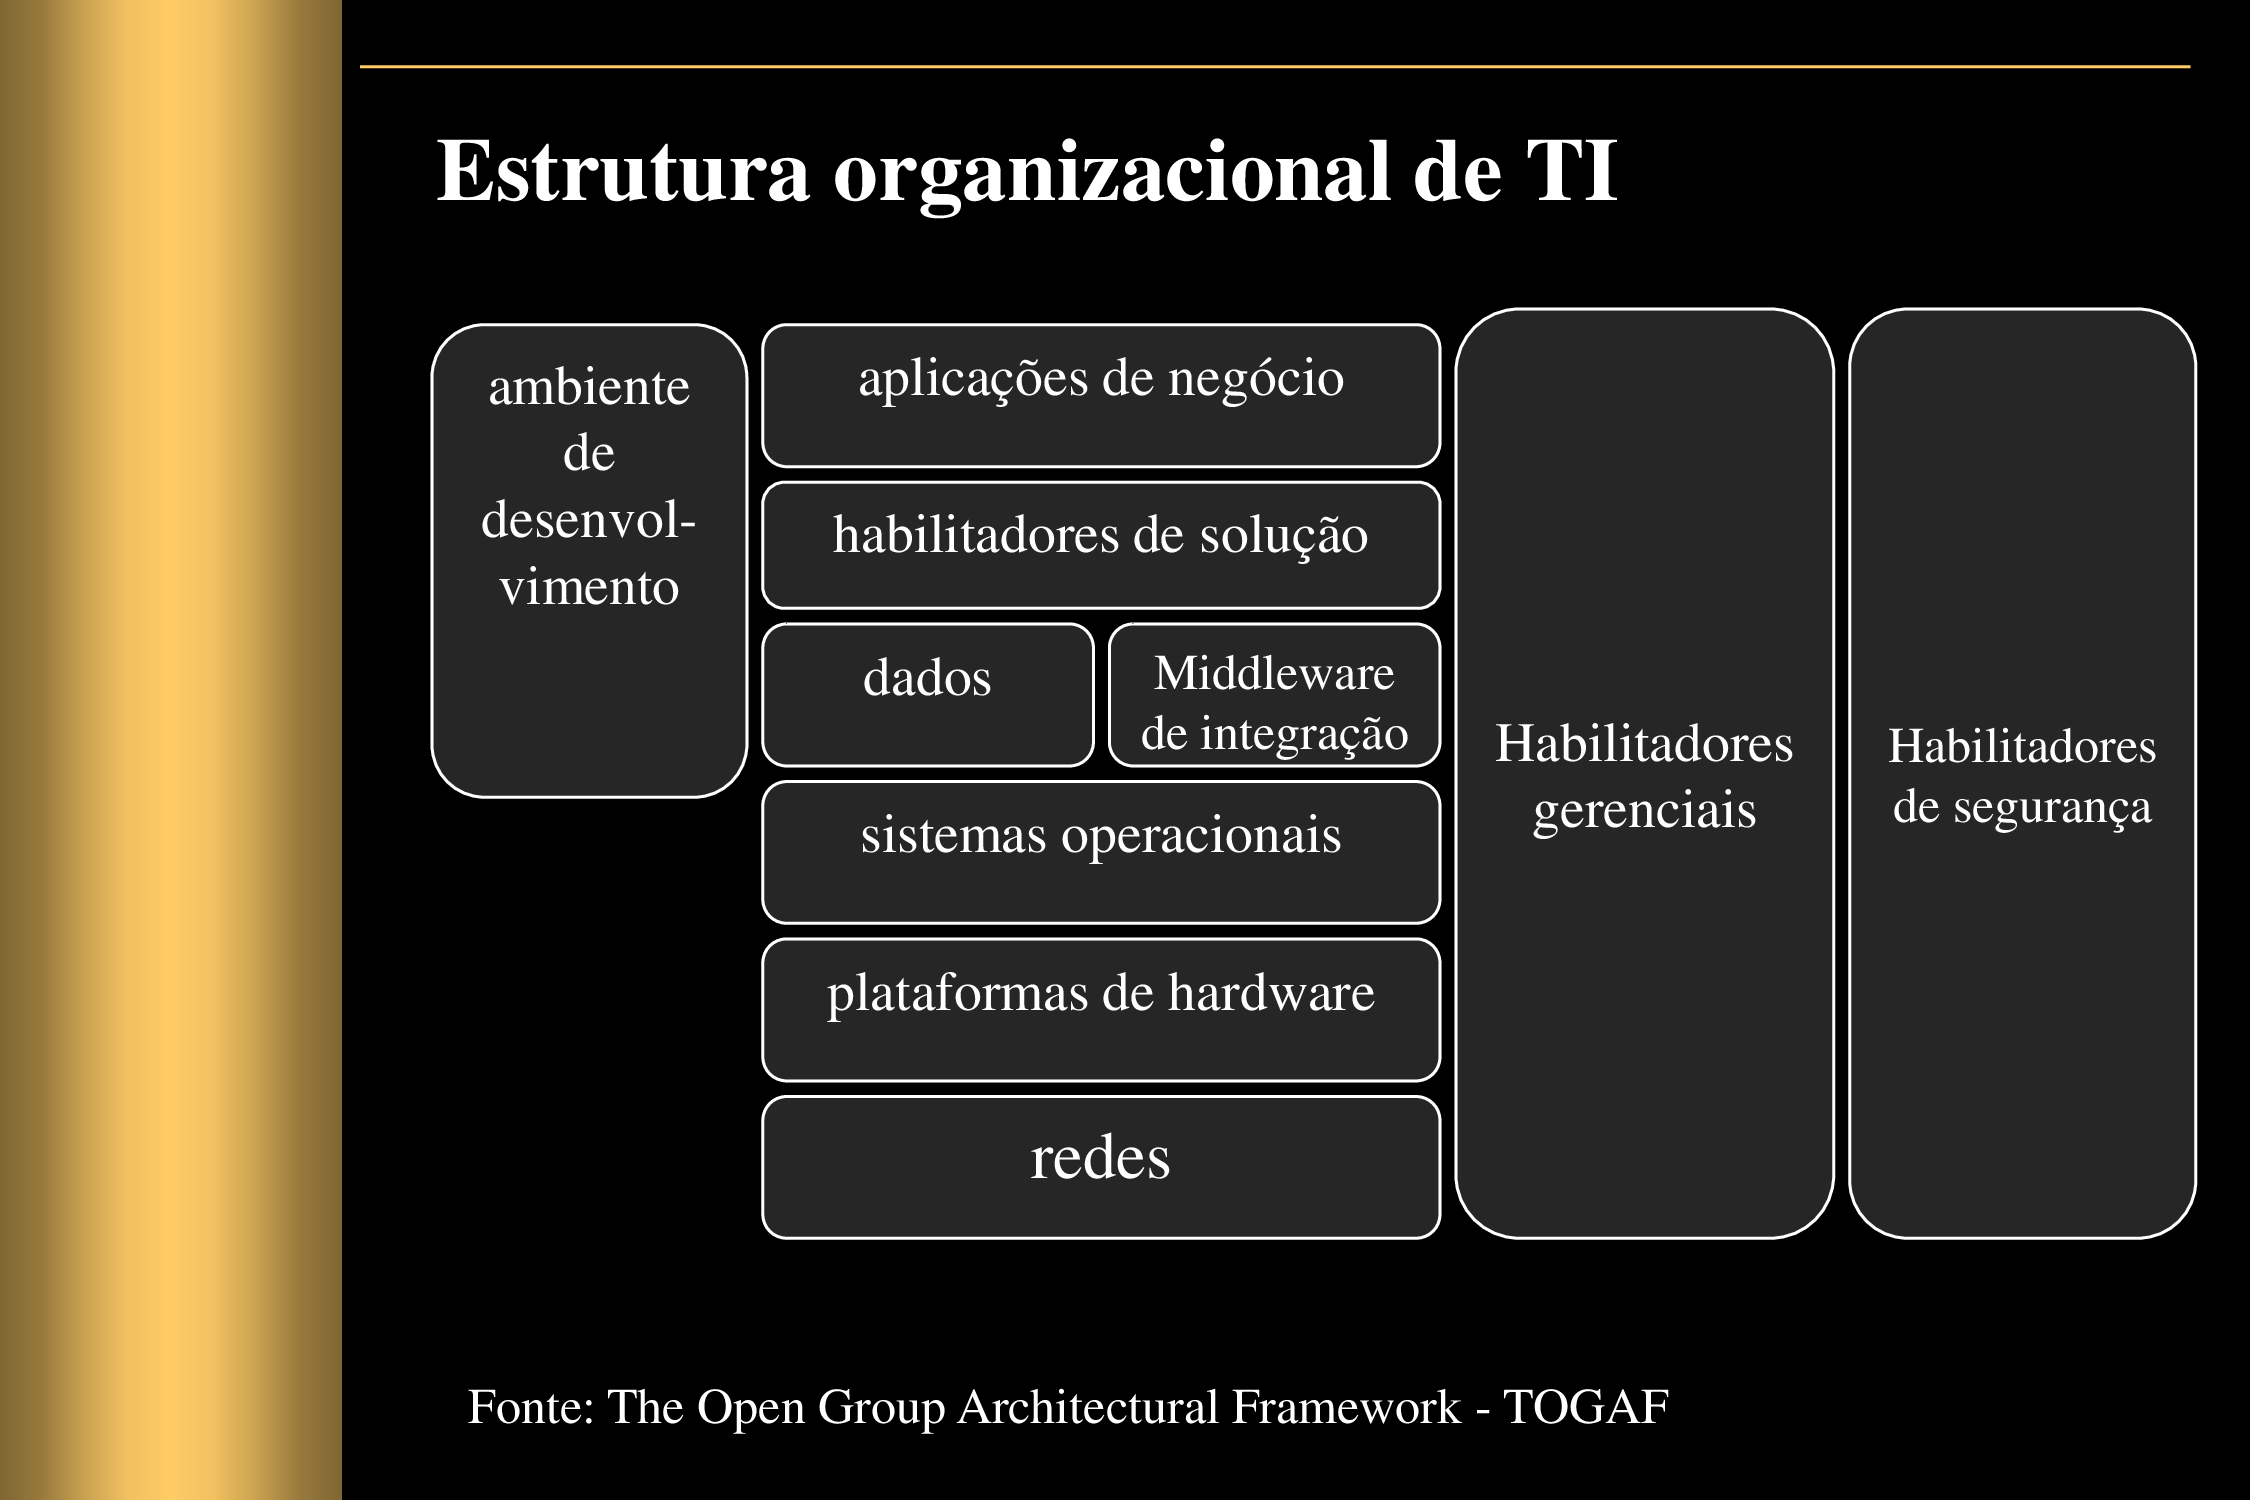 Estrutura organizacional de TI
ambiente
de
desenvol-
vimento
aplicações de negócio
habilitadores de solução
dados
Middleware
de integração
sistemas operacionais
plataformas de hardware
redes
Habilitadores
gerenciais
Habilitadores
de segurança
Fonte: The Open Group Architectural Framework - TOGAF